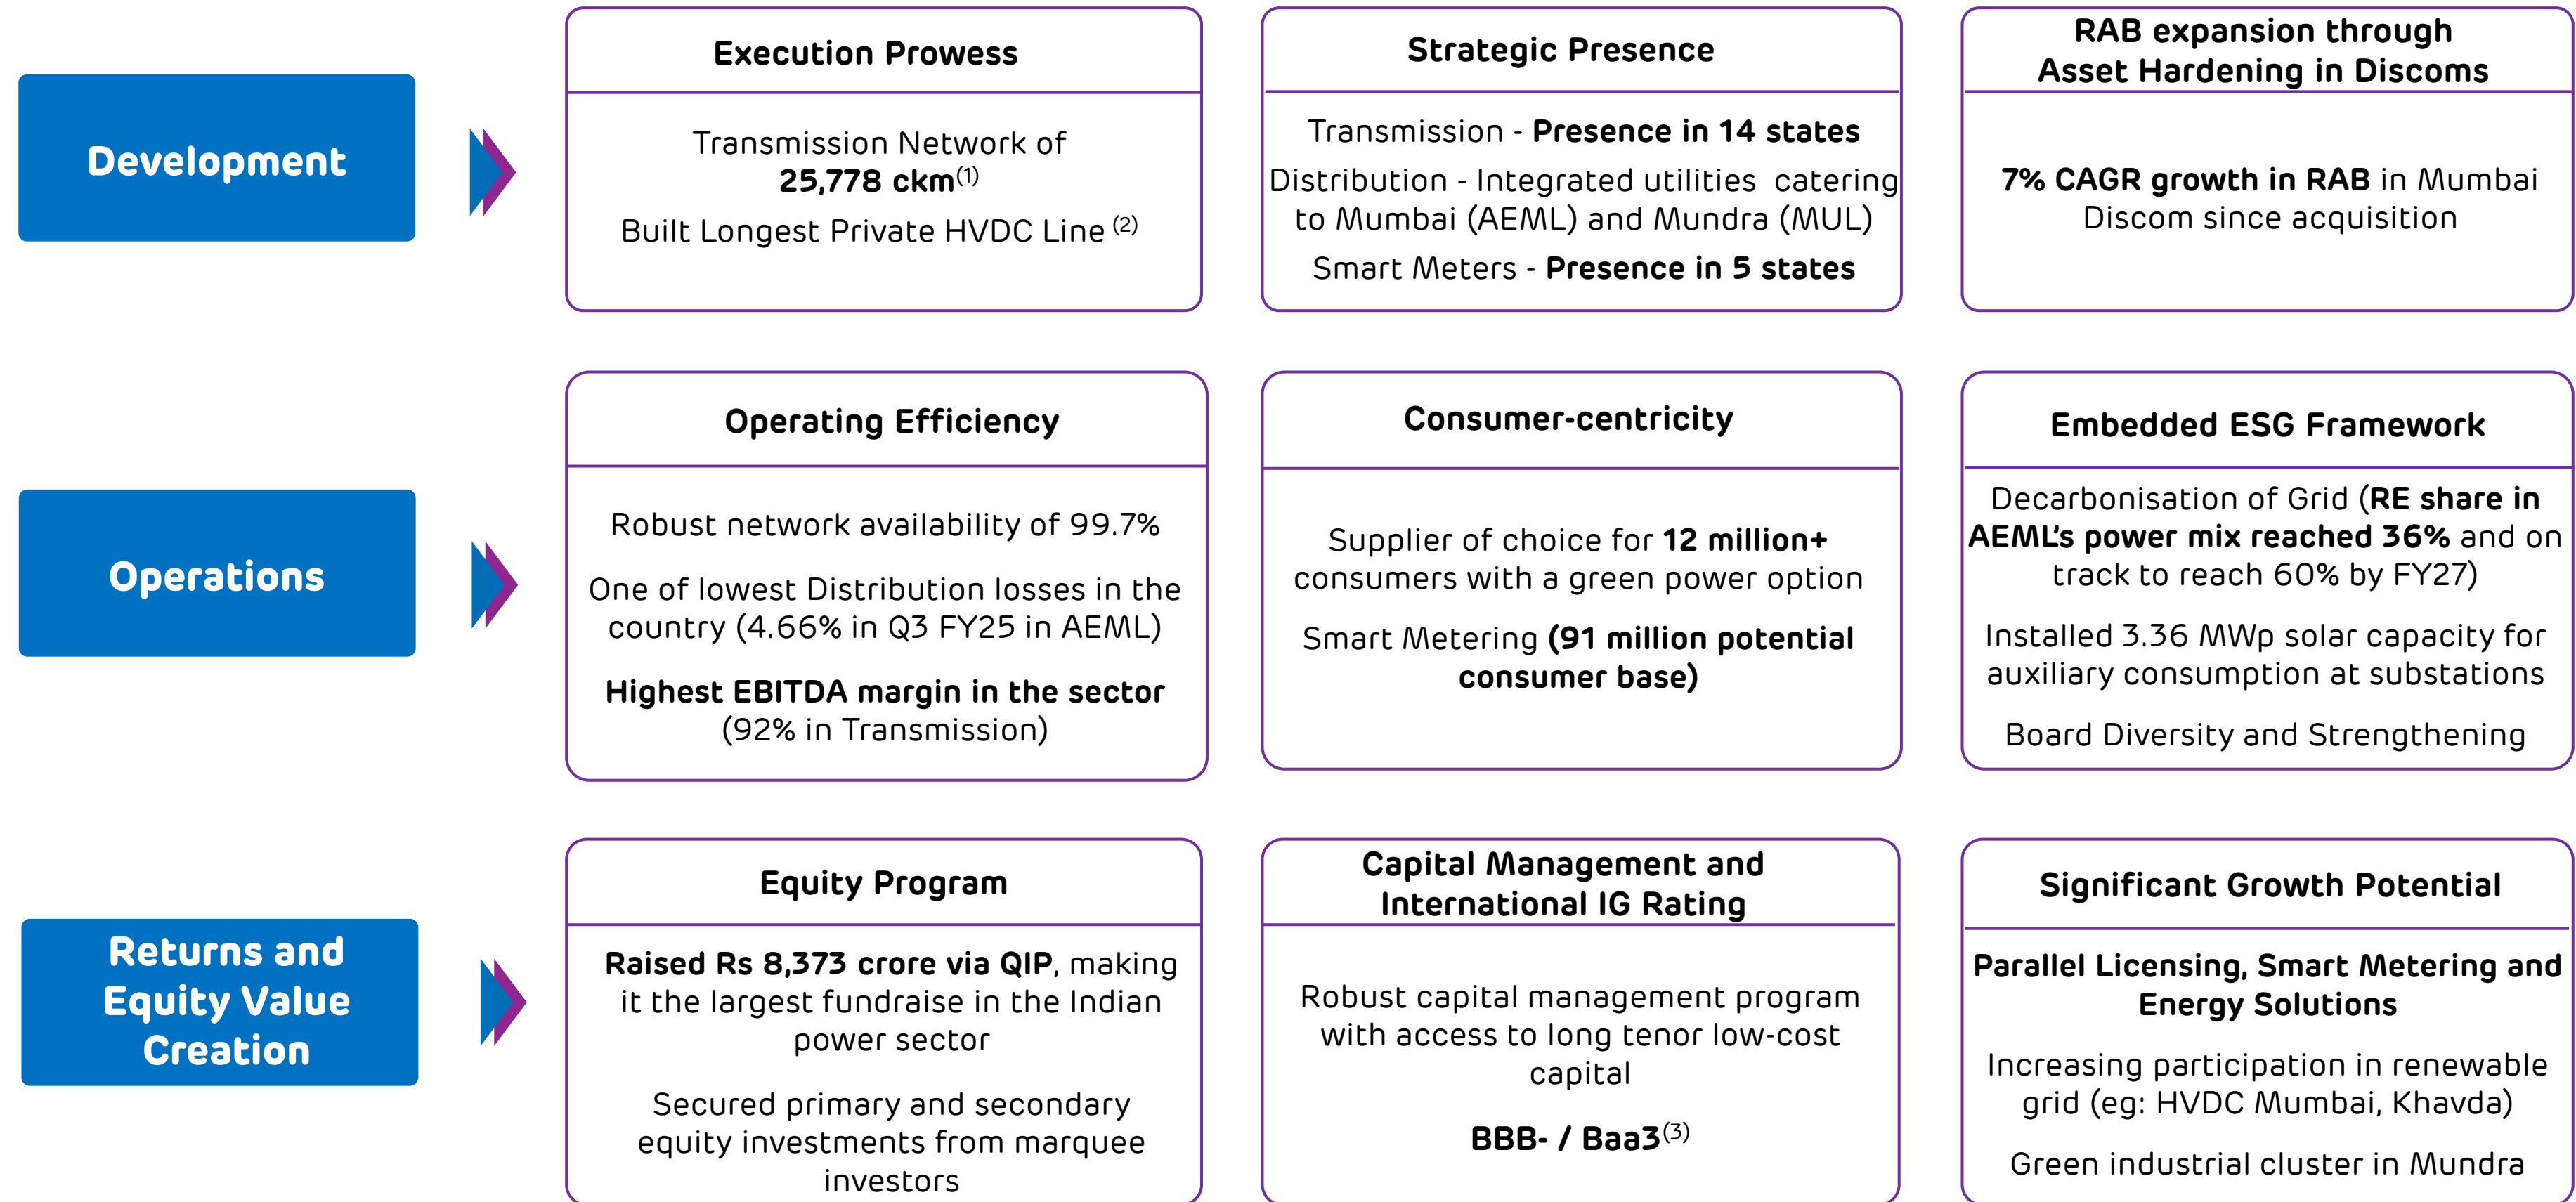 Development
Execution Prowess
Transmission Network of
25,778 ckm(1)
Built Longest Private HVDC Line (2)
Strategic Presence
Transmission - Presence in 14 states
Distribution - Integrated utilities catering
to Mumbai (AEML) and Mundra (MUL)
Smart Meters - Presence in 5 states
RAB expansion through
Asset Hardening in Discoms
7% CAGR growth in RAB in Mumbai
Discom since acquisition
Operations
Operating Efficiency
Robust network availability of 99.7%
One of lowest Distribution losses in the
country (4.66% in Q3 FY25 in AEML)
Highest EBITDA margin in the sector
(92% in Transmission)
Consumer-centricity
Supplier of choice for 12 million+
consumers with a green power option
Smart Metering (91 million potential
consumer base)
Embedded ESG Framework
Decarbonisation of Grid (RE share in
AEML's power mix reached 36% and on
track to reach 60% by FY27)
Installed 3.36 MWp solar capacity for
auxiliary consumption at substations
Board Diversity and Strengthening
Returns and
Equity Value
Creation
Equity Program
Raised Rs 8,373 crore via QIP, making
it the largest fundraise in the Indian
power sector
Secured primary and secondary
equity investments from marquee
investors
Capital Management and
International IG Rating
Robust capital management program
with access to long tenor low-cost
capital
BBB- / Baa3(3)
Significant Growth Potential
Parallel Licensing, Smart Metering and
Energy Solutions
Increasing participation in renewable
grid (eg: HVDC Mumbai, Khavda)
Green industrial cluster in Mundra